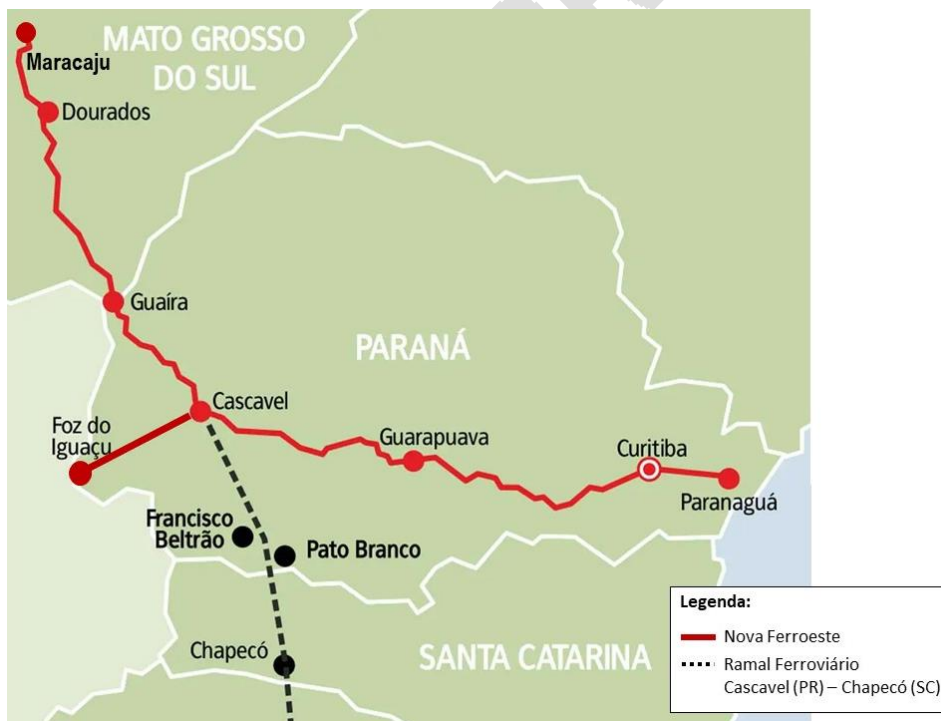 MATO GROSSO
DO SUL
Maracaju
Dourados
Guaíra
PARANÁ
Cascavel
Foz do
Iguaçu
Guarapuava
Curitiba
Paranaguá
Francisco
Beltrão
Pato Branco
Chapecó
SANTA CATARINA
Legenda:
Nova Ferroeste
Ramal Ferroviário
Cascavel (PR) – Chapecó (SC)